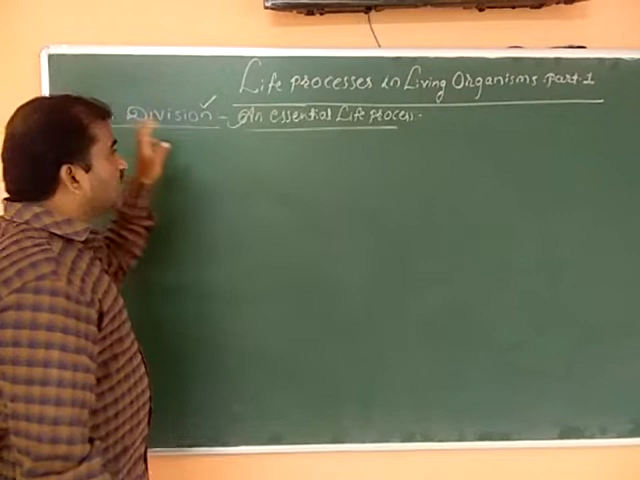 Life processes in Living Organisms Part-1
Division - An essential Life process.